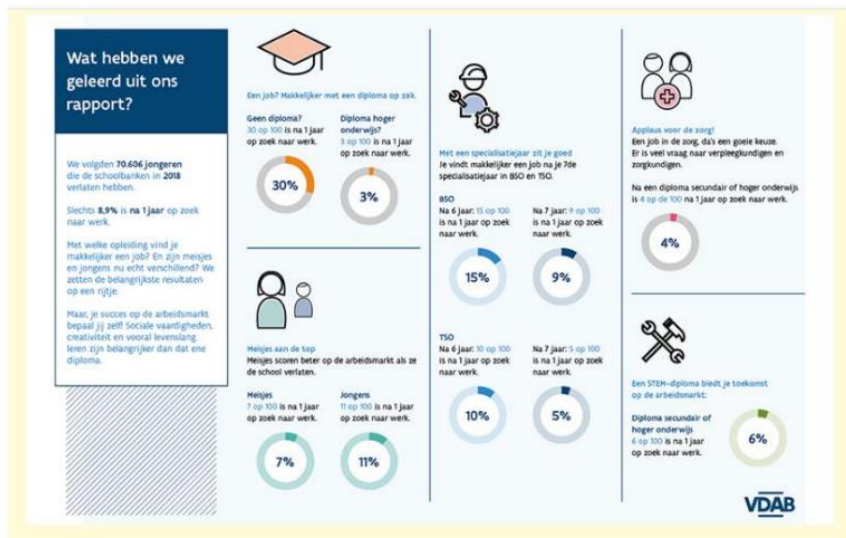 Wat hebben we
geleerd uit ons
rapport?
We volgden 70.606 jongeren
die de schoolbanken in 2018
verlaten hebben.
Slechts 8,9% is na 1 jaar op zoek
naar werk.
Met welke opleiding vind je
makkelijker een job? En zijn meisjes
en jongens nu echt verschillend? We
zetten de belangrijkste resultaten
op een rijtje.
Maar, je succes op de arbeidsmarkt
bepaal jij zelf! Sociale vaardigheden,
creativiteit en vooral levenslang
leren zijn belangrijker dan dat ene
diploma.
Een job? Makkelijker met een diploma op zak.
Geen diploma?
30 op 100 is na 1 jaar
op zoek naar werk.
30%
Diploma hoger
onderwijs?
3 op 100 is na 1 jaar
op zoek naar werk.
3%
Meisjes aan de top
Meisjes scoren beter op de arbeidsmarkt als ze
de school verlaten.
Meisjes
7 op 100 is na 1 jaar
op zoek naar werk.
7%
Jongens
11 op 100 is na 1 jaar
op zoek naar werk.
11%
Met een specialisatiejaar zit je goed
Je vindt makkelijker een job na je 7de
specialisatiejaar in BSO en TSO.
BSO
Na 6 jaar: 15 op 100
is na 1 jaar op zoek
naar werk.
15%
Na 7 jaar: 9 op 100
is na 1 jaar op zoek
naar werk.
9%
TSO
Na 6 jaar: 10 op 100
is na 1 jaar op zoek
naar werk.
10%
Na 7 jaar: 5 op 100
is na 1 jaar op zoek
naar werk.
5%
Applaus voor de zorg!
Een job in de zorg, da's een goeie keuze.
Er is veel vraag naar verpleegkundigen en
zorgkundigen.
Na een diploma secundair of hoger onderwijs
is 4 op de 100 na 1 jaar op zoek naar werk.
4%
Een STEM-diploma biedt je toekomst
op de arbeidsmarkt:
Diploma secundair of
hoger onderwijs
6 op 100 is na 1 jaar
op zoek naar werk.
6%
VDAB